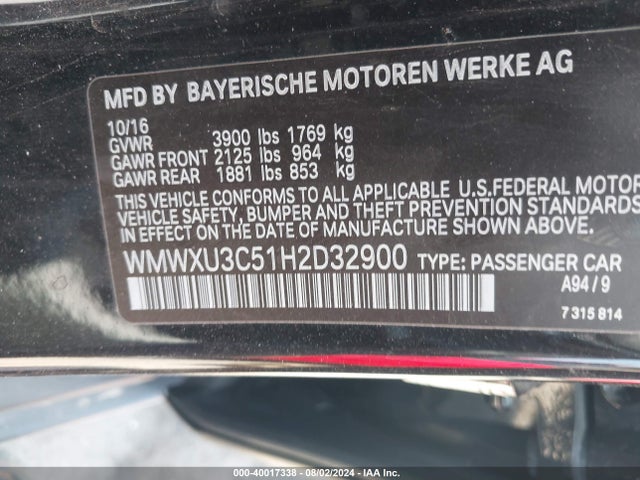 MFD BY BAYERISCHE MOTOREN WERKE AG
10/16
GVWR 3900 lbs 1769 kg
GAWR FRONT 2125 lbs 964 kg
GAWR REAR 1881 lbs 853 kg
THIS VEHICLE CONFORMS TO ALL APPLICABLE U.S.FEDERAL MOTOR
VEHICLE SAFETY, BUMPER AND THEFT PREVENTION STANDARDS
IN EFFECT ON THE DATE OF MANUFACTURE SHOWN ABOVE.
WMWXU3C51H2D32900 TYPE: PASSENGER CAR
A94/9
7315814
000-40017338 - 08/02/2024 - IAA Inc.